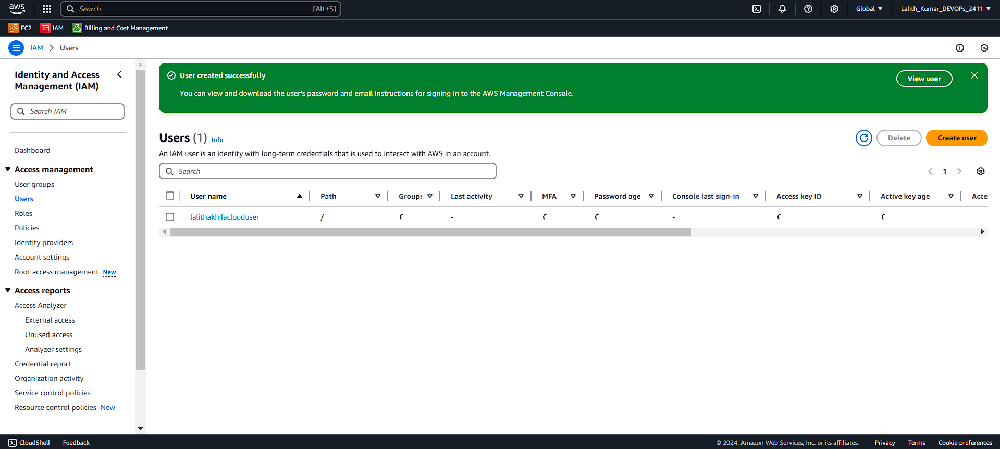 aws
Search [Alt+S]
Global
Lalith_Kumar_DEVOPs_2411
EC2
IAM
Billing and Cost Management
IAM > Users
Identity and Access
Management (IAM)
Search IAM
Dashboard
Access management
User groups
Users
Roles
Policies
Identity providers
Account settings
Root access management New
Access reports
Access Analyzer
External access
Unused access
Analyzer settings
Credential report
Organization activity
Service control policies
Resource control policies New
User created successfully
You can view and download the user's password and email instructions for signing in to the AWS Management Console.
View user
Users (1) Info
Delete
Create user
An IAM user is an identity with long-term credentials that is used to interact with AWS in an account.
Search
1
User name Path Groups Last activity MFA Password age Console last sign-in Access key ID Active key age Acce
lalithakhilaclouduser / - -
CloudShell Feedback
© 2024, Amazon Web Services, Inc. or its affiliates. Privacy Terms Cookie preferences